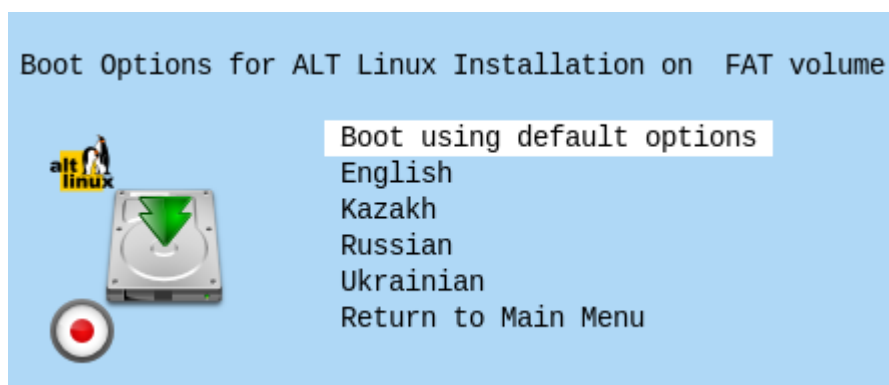 Boot Options for ALT Linux Installation on  FAT volume
alt
linux
Boot using default options
English
Kazakh
Russian
Ukrainian
Return to Main Menu